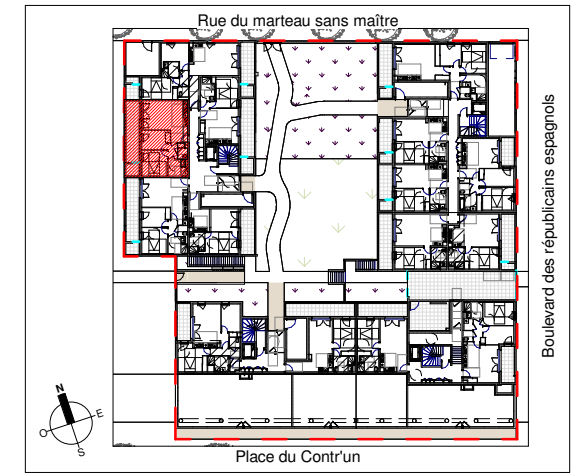 Rue du marteau sans maître
Boulevard des républicains espagnols
N
E
O
S
Place du Contr'un